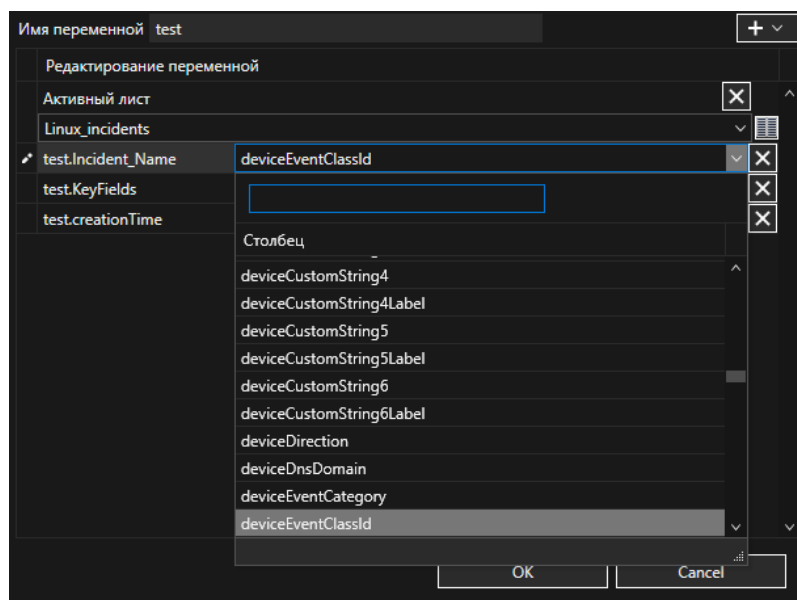 Имя переменной test
Редактирование переменной
Активный лист
Linux_incidents
test.Incident_Name deviceEventClassId
test.KeyFields
test.creationTime
Столбец
deviceCustomString4
deviceCustomString4Label
deviceCustomString5
deviceCustomString5Label
deviceCustomString6
deviceCustomString6Label
deviceDirection
deviceDnsDomain
deviceEventCategory
deviceEventClassId
OK Cancel